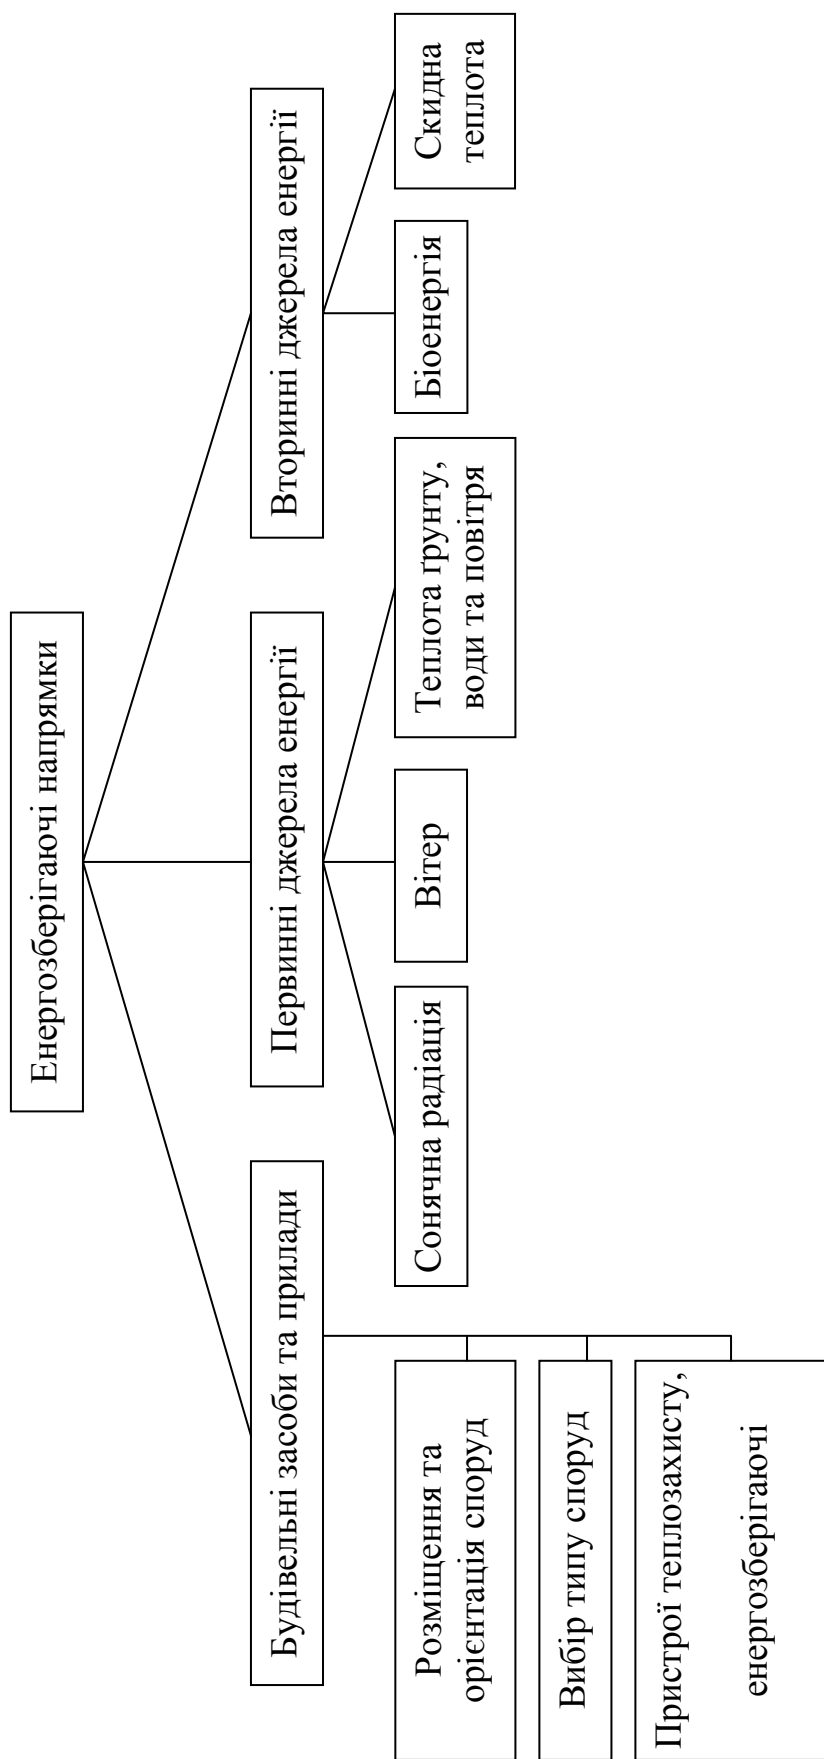 Енергозберігаючі напрямки
Будівельні засоби та прилади
Первинні джерела енергії
Вторинні джерела енергії
Розміщення та
орієнтація споруд
Вибір типу споруд
Пристрої теплозахисту,
енергозберігаючі
Сонячна радіація
Вітер
Теплота ґрунту,
води та повітря
Біоенергія
Скидна
теплота